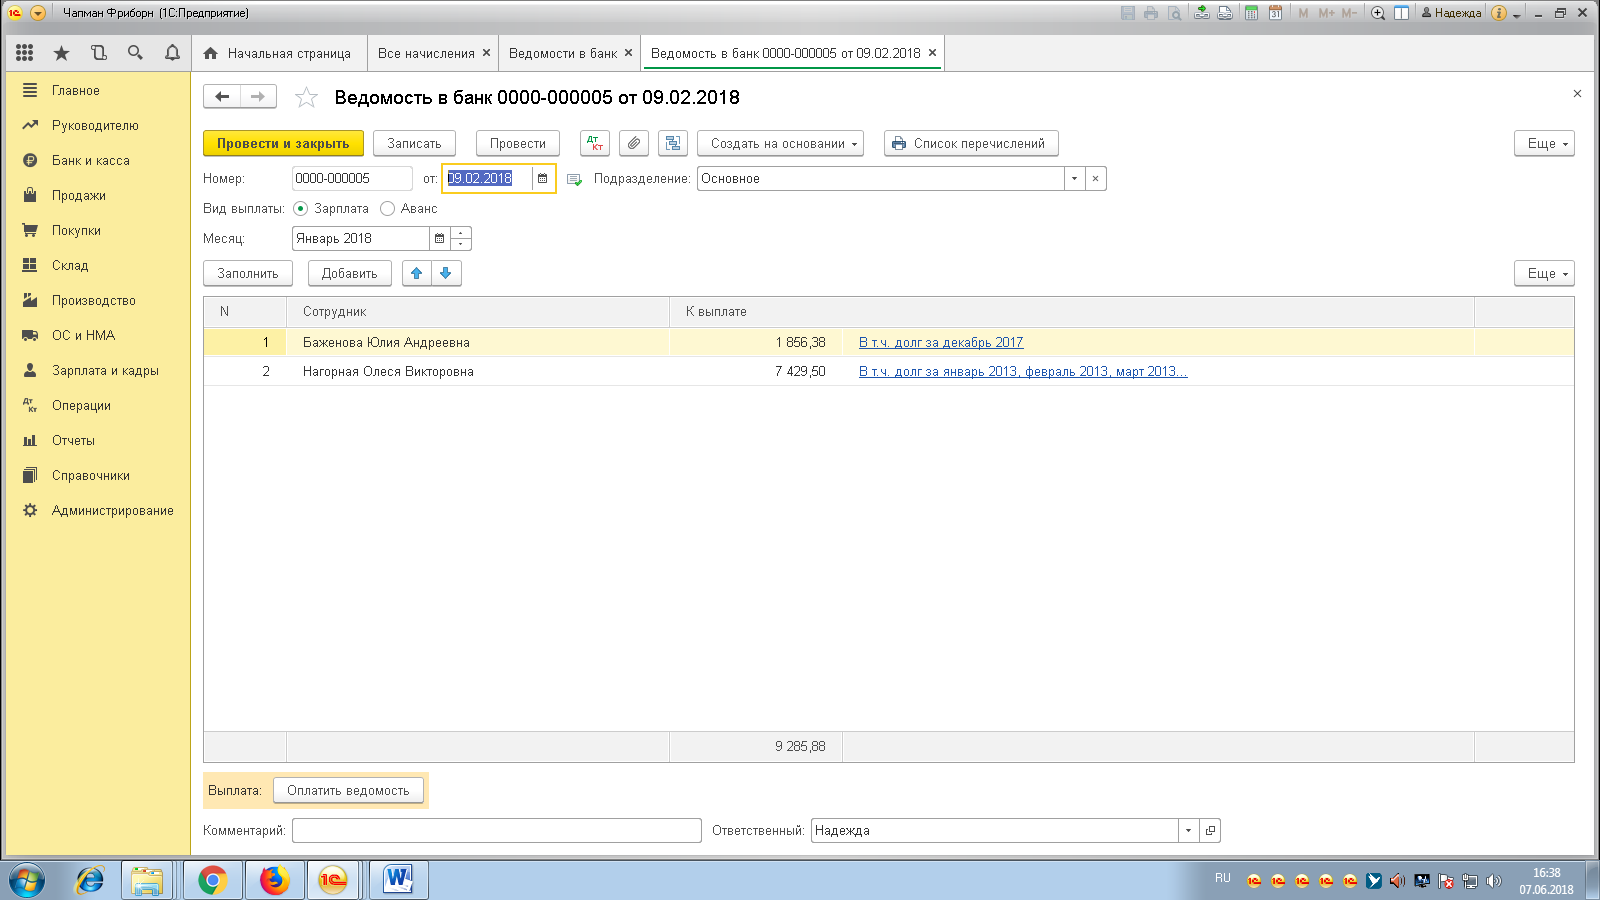 Чапман Фриборн (1С:Предприятие)
M M+ M- Надежда
Начальная страница
Все начисления
Ведомости в банк
Ведомость в банк 0000-000005 от 09.02.2018
Главное
Руководителю
Банк и касса
Продажи
Покупки
Склад
Производство
ОС и НМА
Зарплата и кадры
Операции
Отчеты
Справочники
Администрирование
Ведомость в банк 0000-000005 от 09.02.2018
Провести и закрыть Записать Провести Дт Кт Создать на основании Список перечислений Еще
Номер: 0000-000005 от: 09.02.2018 Подразделение: Основное
Вид выплаты: Зарплата Аванс
Месяц: Январь 2018
Заполнить Добавить Еще
N Сотрудник К выплате
1 Баженова Юлия Андреевна 1 856,38 В т.ч. долг за декабрь 2017
2 Нагорная Олеся Викторовна 7 429,50 В т.ч. долг за январь 2013, февраль 2013, март 2013...
9 285,88
Выплата: Оплатить ведомость
Комментарий: Ответственный: Надежда
RU 16:38
07.06.2018